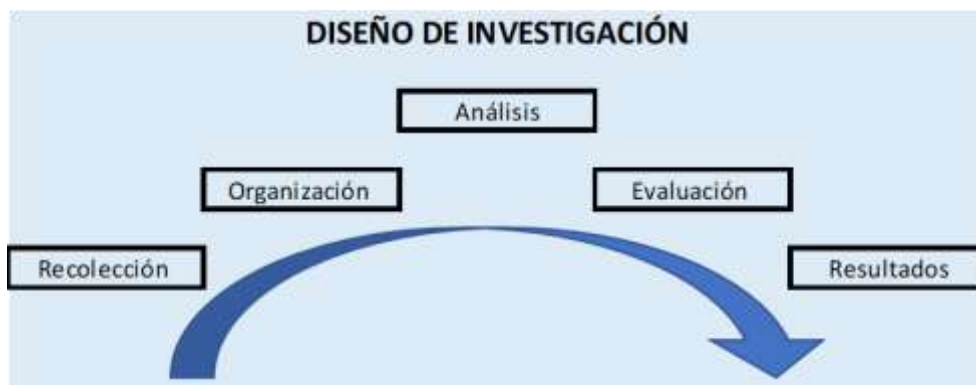 DISEÑO DE INVESTIGACIÓN
Análisis
Organización
Evaluación
Recolección
Resultados